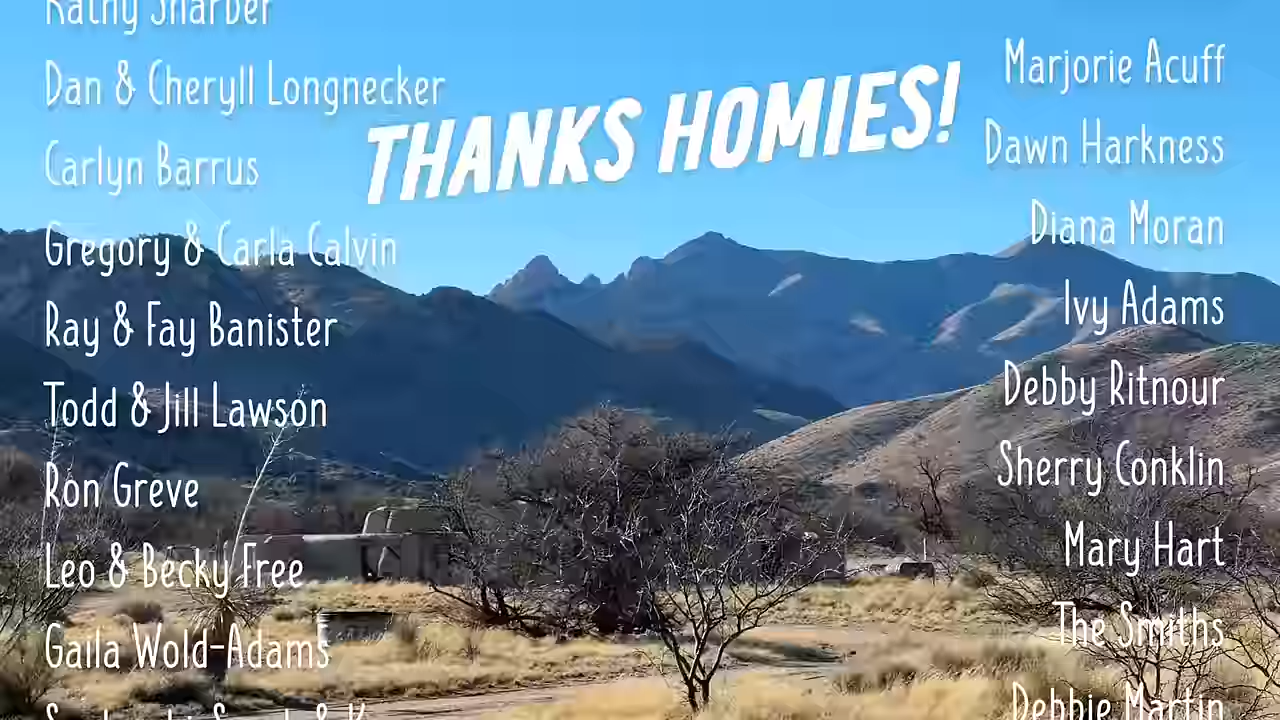 Kathy Sharber
Dan & Cheryll Longnecker
Carlyn Barrus
Gregory & Carla Calvin
Ray & Fay Banister
Todd & Jill Lawson
Ron Greve
Leo & Becky Free
Gaila Wold-Adams
THANKS HOMIES!
Marjorie Acuff
Dawn Harkness
Diana Moran
Ivy Adams
Debby Ritnour
Sherry Conklin
Mary Hart
The Smiths
Debbie Martin